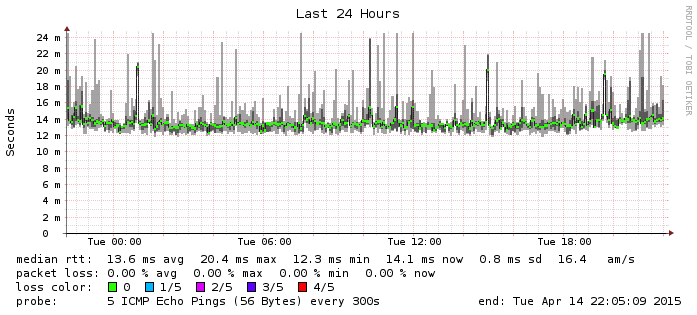 Last 24 Hours
RRDTOOL / TOBI OETIKER
Seconds
24 m
22 m
20 m
18 m
16 m
14 m
12 m
10 m
8 m
6 m
4 m
2 m
0
Tue 00:00 Tue 06:00 Tue 12:00 Tue 18:00
median rtt: 13.6 ms avg 20.4 ms max 12.3 ms min 14.1 ms now 0.8 ms sd 16.4 am/s
packet loss: 0.00 % avg 0.00 % max 0.00 % min 0.00 % now
loss color: 0 1/5 2/5 3/5 4/5
probe: 5 ICMP Echo Pings (56 Bytes) every 300s end: Tue Apr 14 22:05:09 2015